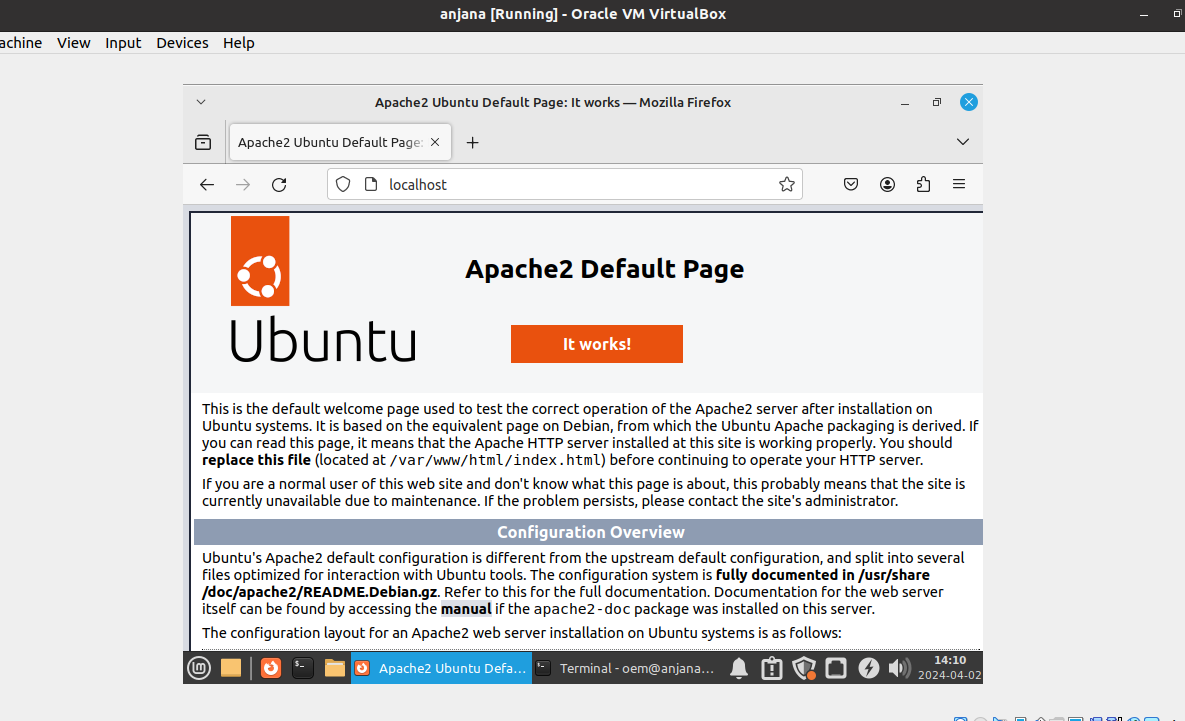 anjana [Running] - Oracle VM VirtualBox
achine View Input Devices Help
Apache2 Ubuntu Default Page: It works — Mozilla Firefox
Apache2 Ubuntu Default Page:
localhost
Ubuntu
Apache2 Default Page
It works!
This is the default welcome page used to test the correct operation of the Apache2 server after installation on
Ubuntu systems. It is based on the equivalent page on Debian, from which the Ubuntu Apache packaging is derived. If
you can read this page, it means that the Apache HTTP server installed at this site is working properly. You should
replace this file (located at /var/www/html/index.html) before continuing to operate your HTTP server.
If you are a normal user of this web site and don't know what this page is about, this probably means that the site is
currently unavailable due to maintenance. If the problem persists, please contact the site's administrator.
Configuration Overview
Ubuntu's Apache2 default configuration is different from the upstream default configuration, and split into several
files optimized for interaction with Ubuntu tools. The configuration system is fully documented in /usr/share
/doc/apache2/README.Debian.gz. Refer to this for the full documentation. Documentation for the web server
itself can be found by accessing the manual if the apache2-doc package was installed on this server.
The configuration layout for an Apache2 web server installation on Ubuntu systems is as follows:
Apache2 Ubuntu Defa... Terminal - oem@anjana... 14:10
2024-04-02